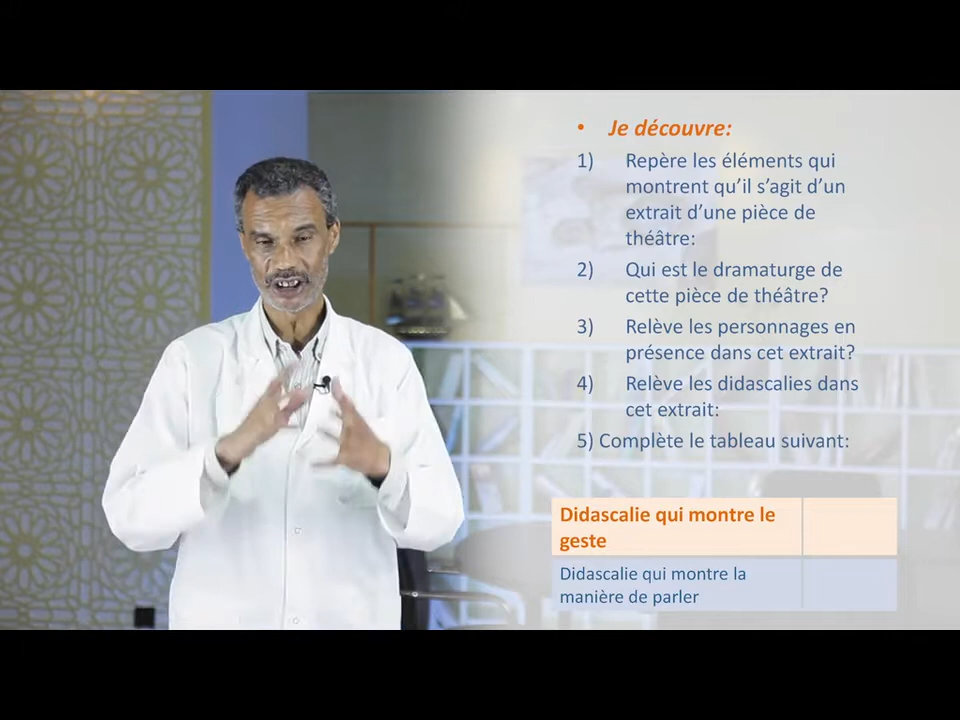 • Je découvre:
1) Repère les éléments qui
montrent qu’il s’agit d’un
extrait d’une pièce de
théâtre:
2) Qui est le dramaturge de
cette pièce de théâtre?
3) Relève les personnages en
présence dans cet extrait?
4) Relève les didascalies dans
cet extrait:
5) Complète le tableau suivant:
Didascalie qui montre le
geste
Didascalie qui montre la
manière de parler